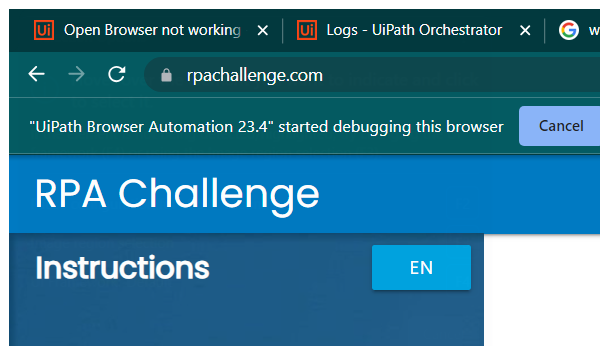 Ui Open Browser not working Ui Logs - UiPath Orchestrator G w
rpachallenge.com
"UiPath Browser Automation 23.4" started debugging this browser Cancel
RPA Challenge
Instructions EN